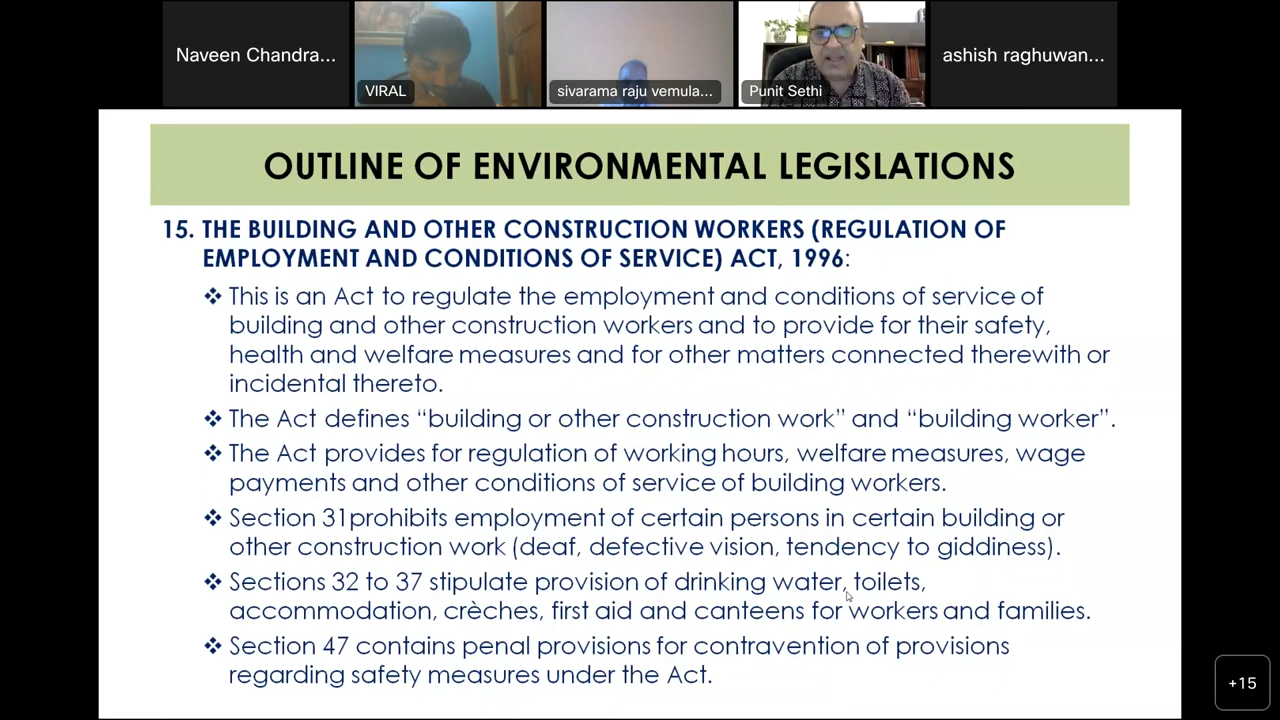 Naveen Chandra...
VIRAL
sivarama raju vemula...
Punit Sethi
ashish raghuwan...
OUTLINE OF ENVIRONMENTAL LEGISLATIONS
15. THE BUILDING AND OTHER CONSTRUCTION WORKERS (REGULATION OF
EMPLOYMENT AND CONDITIONS OF SERVICE) ACT, 1996:
❖ This is an Act to regulate the employment and conditions of service of
building and other construction workers and to provide for their safety,
health and welfare measures and for other matters connected therewith or
incidental thereto.
❖ The Act defines “building or other construction work” and “building worker”.
❖ The Act provides for regulation of working hours, welfare measures, wage
payments and other conditions of service of building workers.
❖ Section 31prohibits employment of certain persons in certain building or
other construction work (deaf, defective vision, tendency to giddiness).
❖ Sections 32 to 37 stipulate provision of drinking water, toilets,
accommodation, crèches, first aid and canteens for workers and families.
❖ Section 47 contains penal provisions for contravention of provisions
regarding safety measures under the Act.
+15